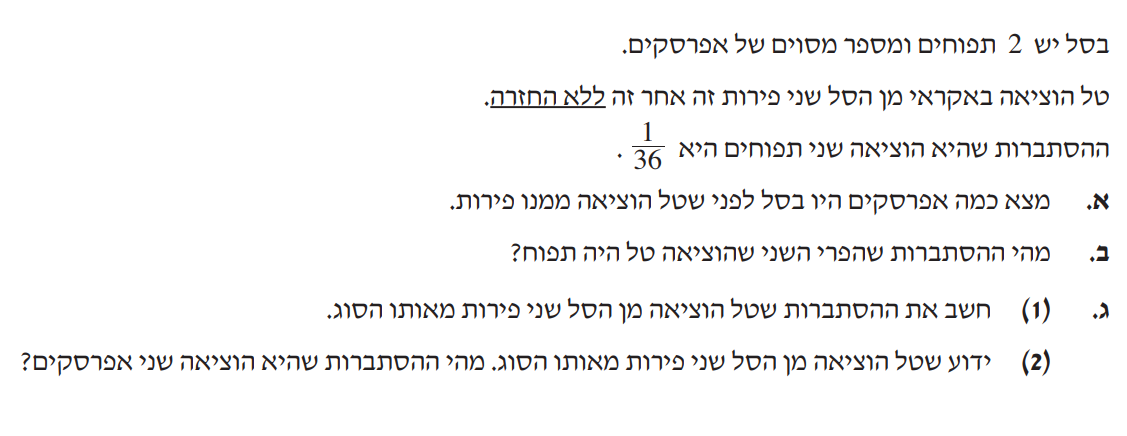 בסל יש 2 תפוחים ומספר מסוים של אפרסקים.
טל הוציאה באקראי מן הסל שני פירות זה אחר זה ללא החזרה.
ההסתברות שהיא הוציאה שני תפוחים היא 1/36 .
א. מצא כמה אפרסקים היו בסל לפני שטל הוציאה ממנו פירות.
ב. מהי ההסתברות שהפרי השני שהוציאה טל היה תפוח?
ג. (1) חשב את ההסתברות שטל הוציאה מן הסל שני פירות מאותו הסוג.
(2) ידוע שטל הוציאה מן הסל שני פירות מאותו הסוג. מהי ההסתברות שהיא הוציאה שני אפרסקים?